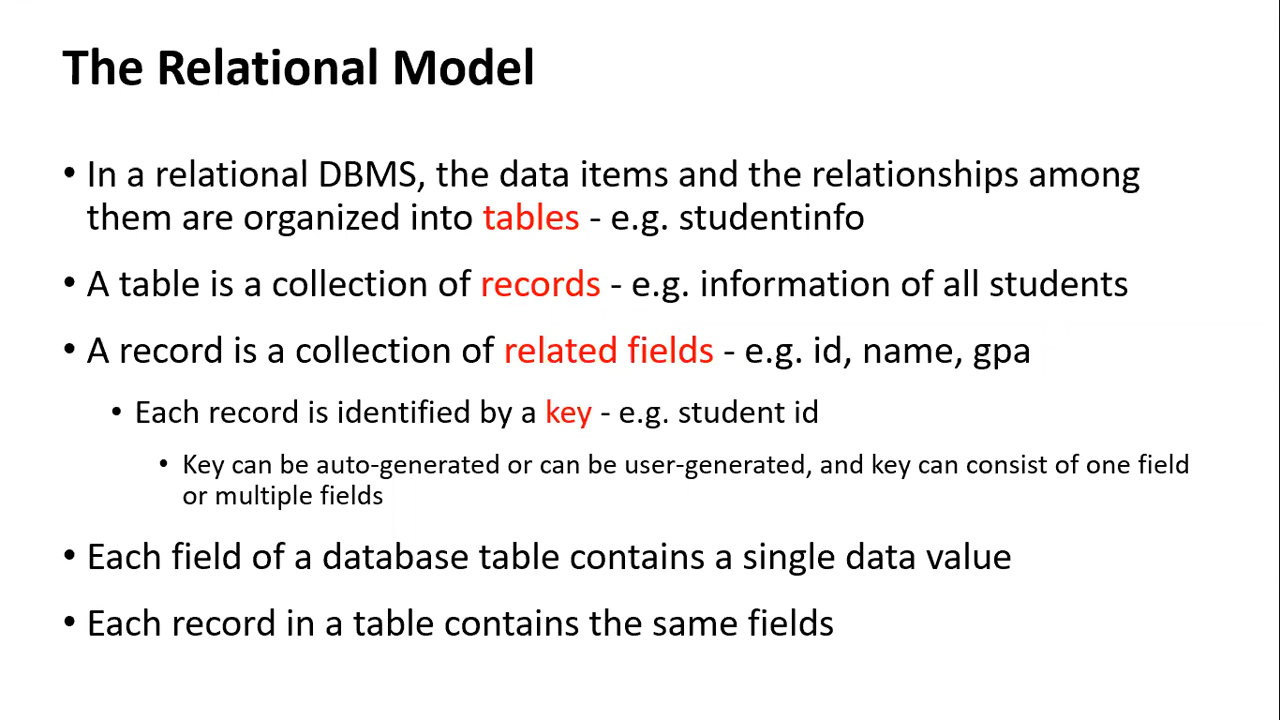 The Relational Model
• In a relational DBMS, the data items and the relationships among
them are organized into tables - e.g. studentinfo
• A table is a collection of records - e.g. information of all students
• A record is a collection of related fields - e.g. id, name, gpa
• Each record is identified by a key - e.g. student id
• Key can be auto-generated or can be user-generated, and key can consist of one field
or multiple fields
• Each field of a database table contains a single data value
• Each record in a table contains the same fields